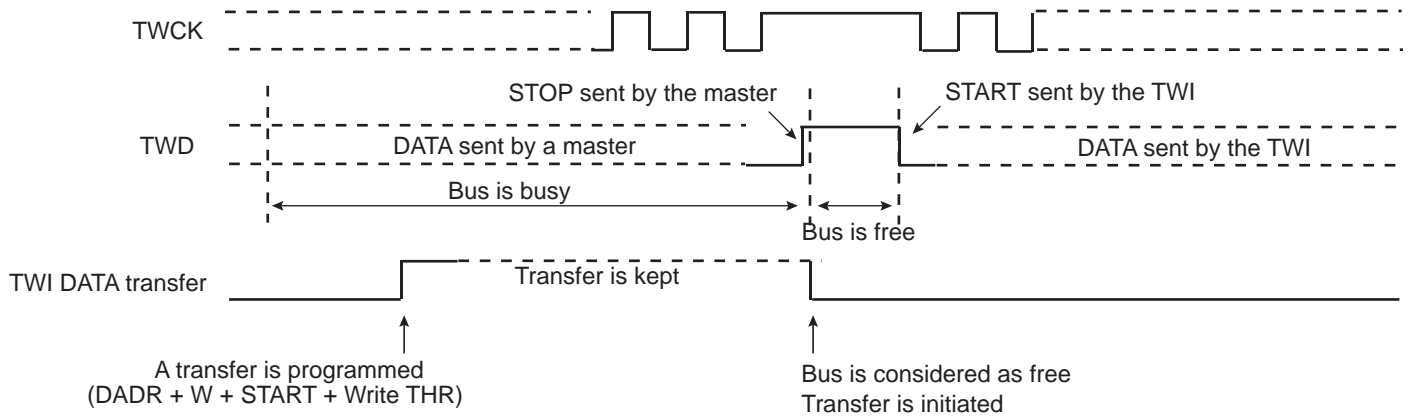 TWCK
STOP sent by the master
START sent by the TWI
TWD
DATA sent by a master
DATA sent by the TWI
Bus is busy
Bus is free
TWI DATA transfer
Transfer is kept
A transfer is programmed
(DADR + W + START + Write THR)
Bus is considered as free
Transfer is initiated